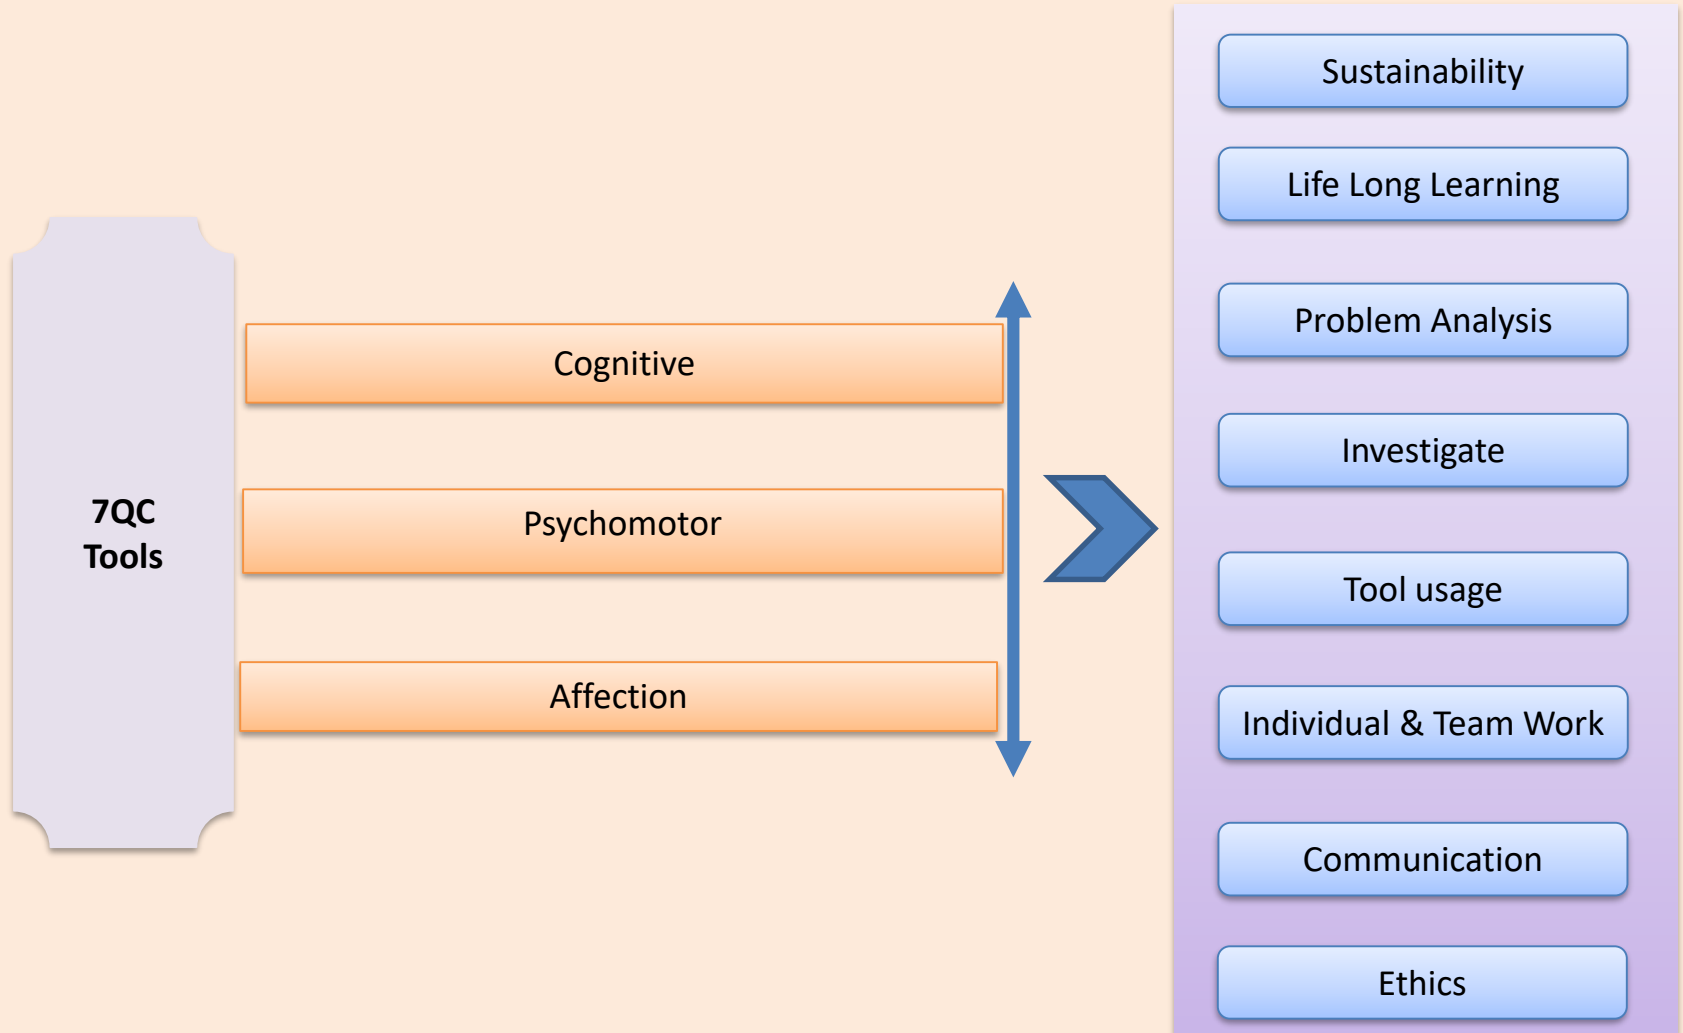 7QC
Tools
Cognitive
Psychomotor
Affection
Sustainability
Life Long Learning
Problem Analysis
Investigate
Tool usage
Individual & Team Work
Communication
Ethics